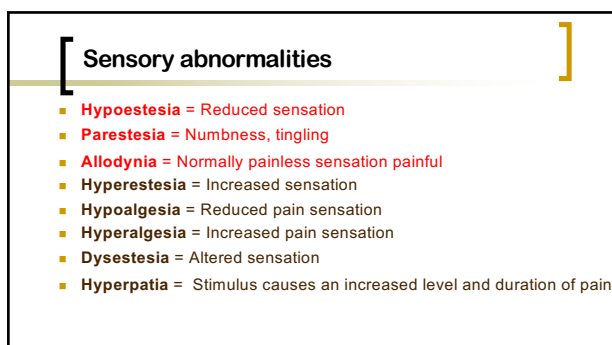 Sensory abnormalities
Hypoestesia = Reduced sensation
Parestesia = Numbness, tingling
Allodynia = Normally painless sensation painful
Hyperestesia = Increased sensation
Hypoalgesia = Reduced pain sensation
Hyperalgesia = Increased pain sensation
Dysestesia = Altered sensation
Hyperpatia = Stimulus causes an increased level and duration of pain